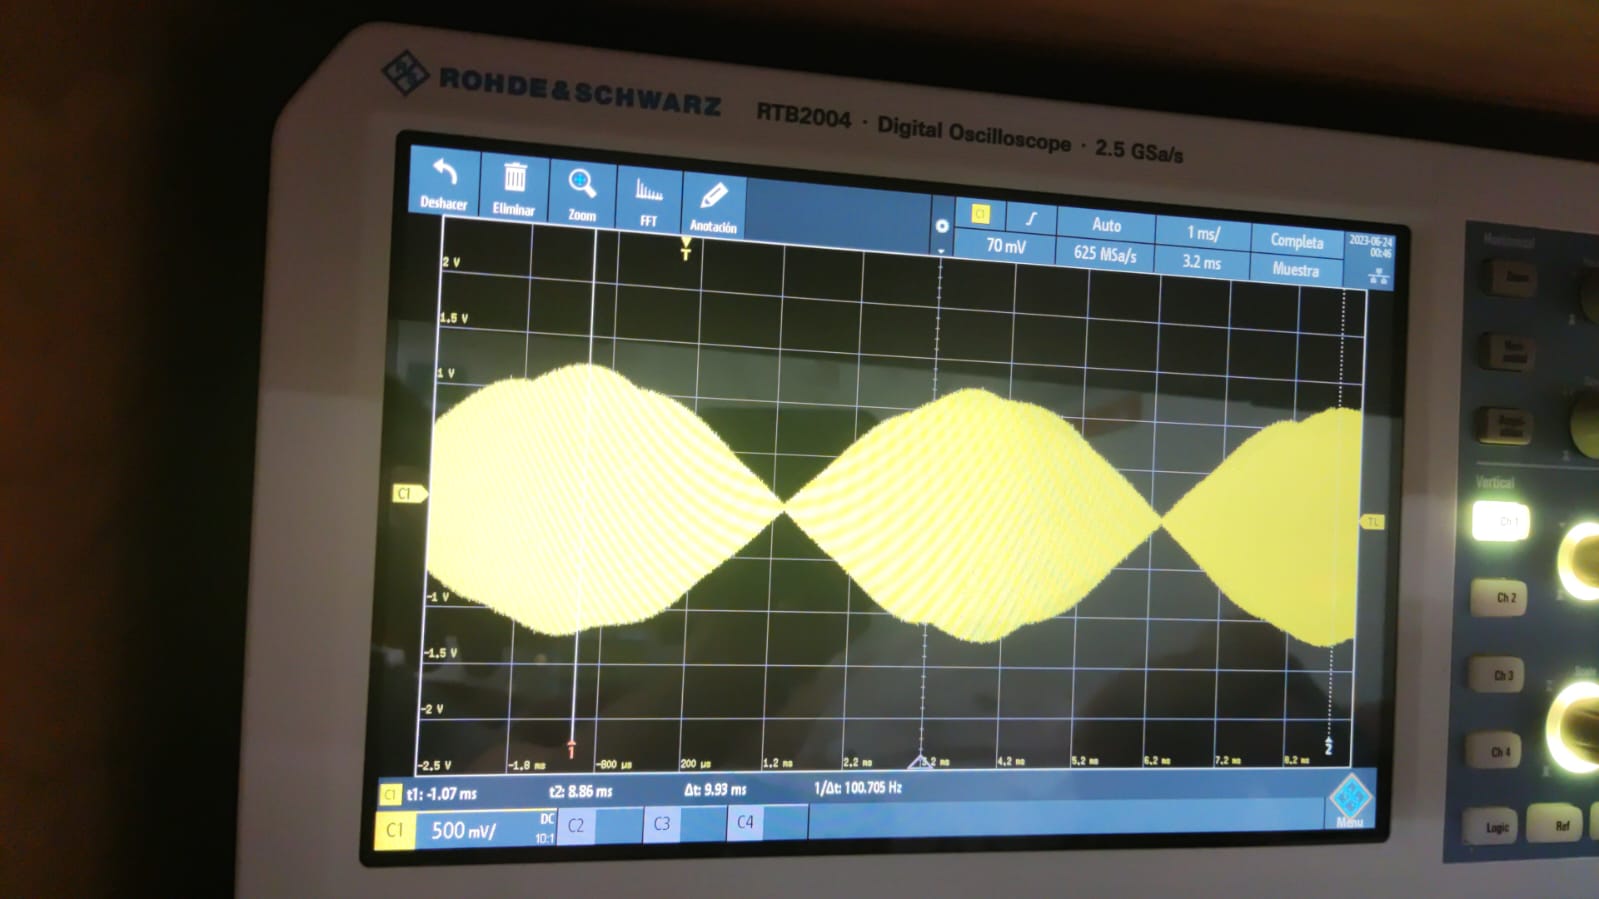 ROHDE&SCHWARZ
RTB2004 · Digital Oscilloscope · 2.5 GSa/s
Deshacer
Eliminar
Zoom
FFT
Anotación
C1
Auto
1 ms/
Completa
2023-06-24
00:46
70 mV
625 MSa/s
3.2 ms
Muestra
T
2 V
1.5 V
1 V
C1
TL
-1 V
-1.5 V
-2 V
1
2
-2.5 V
-1.8 ms
-800 µs
200 µs
1.2 ms
2.2 ms
3.2 ms
4.2 ms
5.2 ms
6.2 ms
7.2 ms
8.2 ms
C1 t1: -1.07 ms t2: 8.86 ms Δt: 9.93 ms 1/Δt: 100.705 Hz
C1 500 mV/ DC
10:1
C2
C3
C4
Menu
Horizontal
Zoom
Vertical
Ch 1
Ch 2
Ch 3
Ch 4
Scale
Logic
Ref